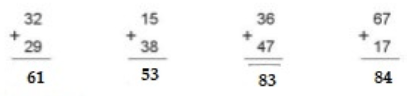 32 15 36 67
+ + + +
29 38 47 17
61 53 83 84